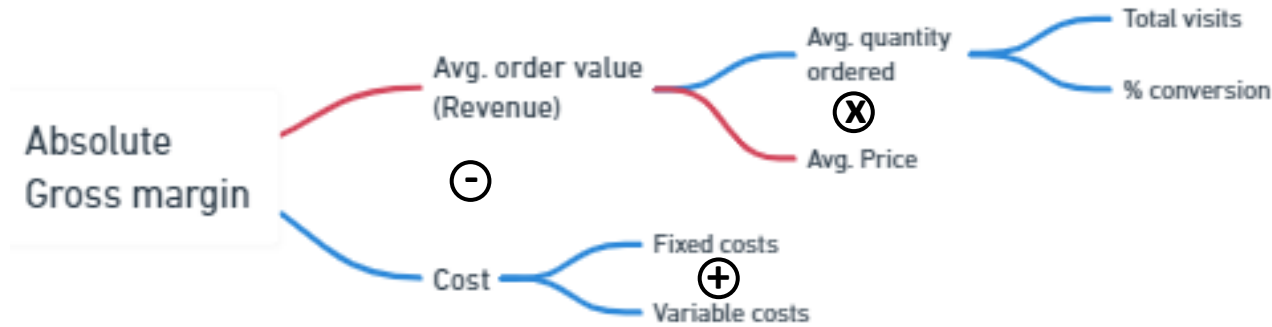 Absolute
Gross margin
Avg. order value
(Revenue)
-
Cost
Avg. quantity
ordered
X
Avg. Price
Total visits
% conversion
Fixed costs
+
Variable costs